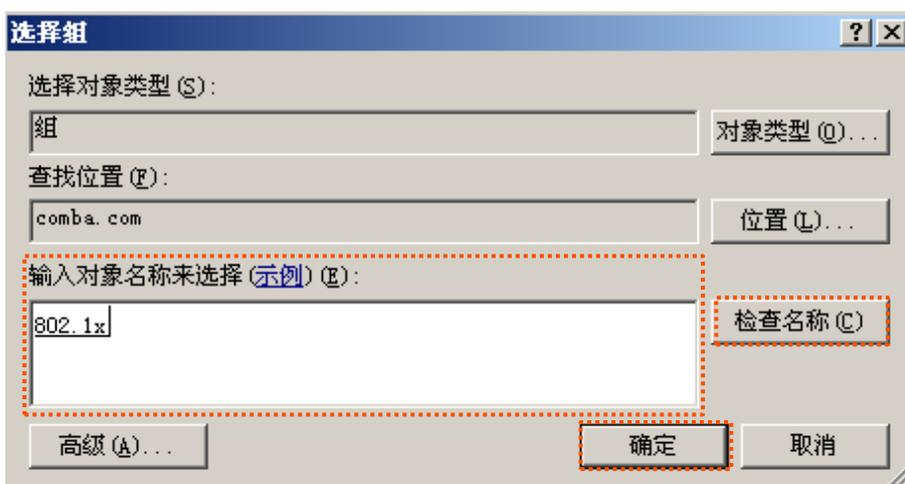 选择组
选择对象类型(S):
组
对象类型(O)...
查找位置(F):
comba.com
位置(L)...
输入对象名称来选择(示例)(E):
802.1x
检查名称(C)
高级(A)...
确定
取消